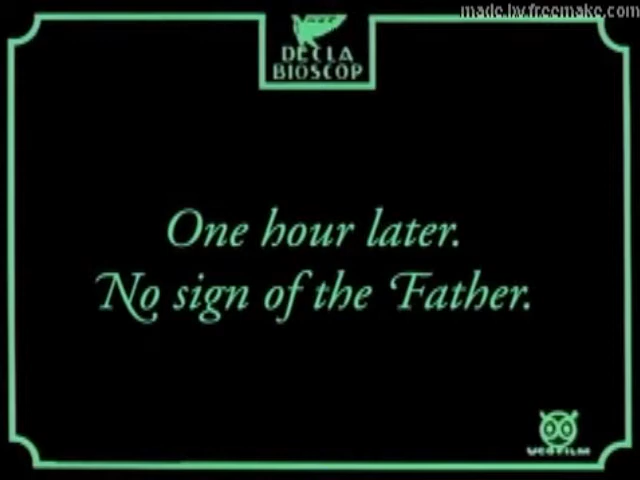 made.by.freemake.com
DECLA
BIOSCOP
One hour later.
No sign of the Father.